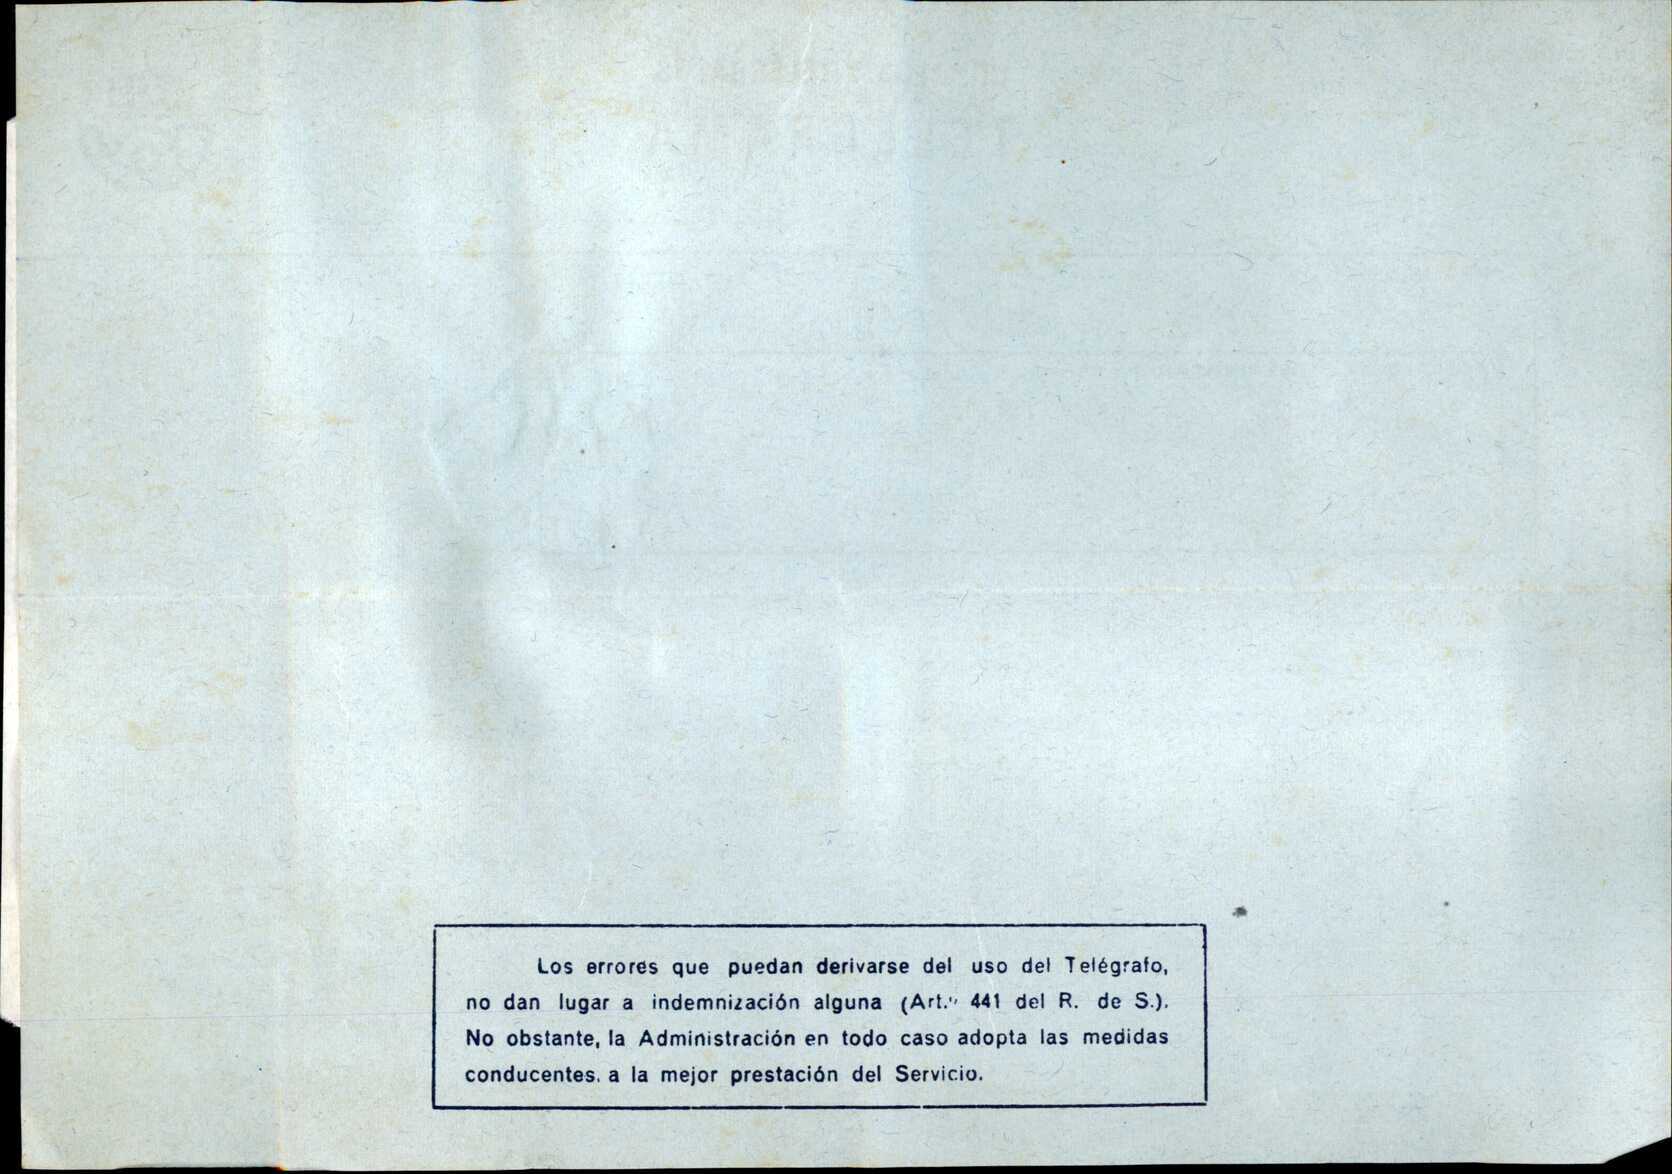 Los errores que puedan derivarse del uso del Telégrafo,
no dan lugar a indemnización alguna (Art.º 441 del R. de S.).
No obstante, la Administración en todo caso adopta las medidas
conducentes. a la mejor prestación del Servicio.